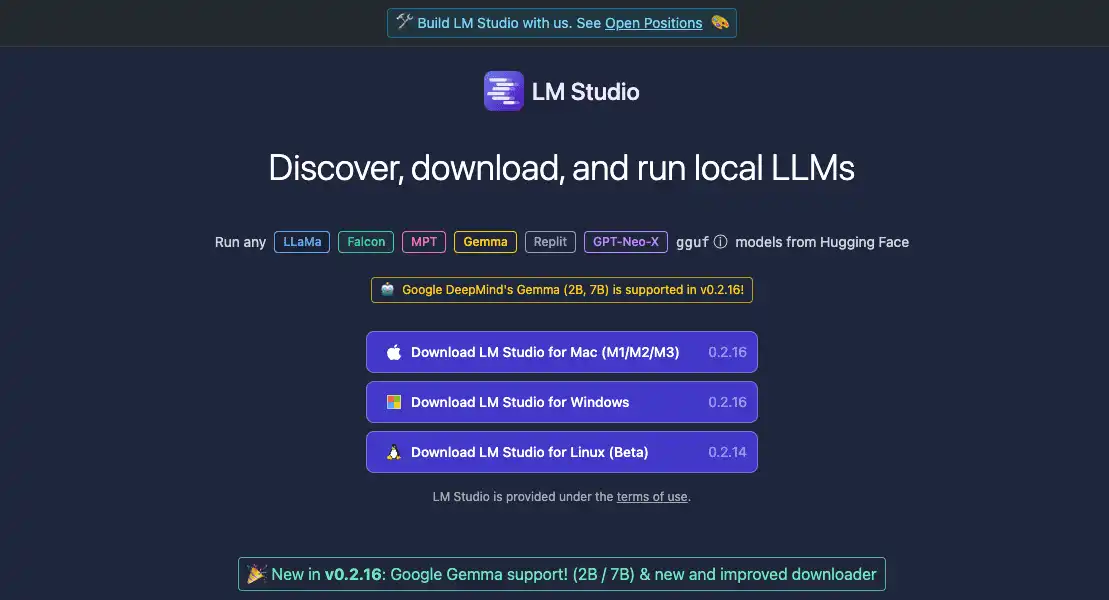 🛠️ Build LM Studio with us. See Open Positions 🎨
LM Studio
Discover, download, and run local LLMs
Run any LLaMa Falcon MPT Gemma Replit GPT-Neo-X gguf ⓘ models from Hugging Face
🤖 Google DeepMind's Gemma (2B, 7B) is supported in v0.2.16!
Download LM Studio for Mac (M1/M2/M3) 0.2.16
Download LM Studio for Windows 0.2.16
Download LM Studio for Linux (Beta) 0.2.14
LM Studio is provided under the terms of use.
🎉 New in v0.2.16: Google Gemma support! (2B / 7B) & new and improved downloader